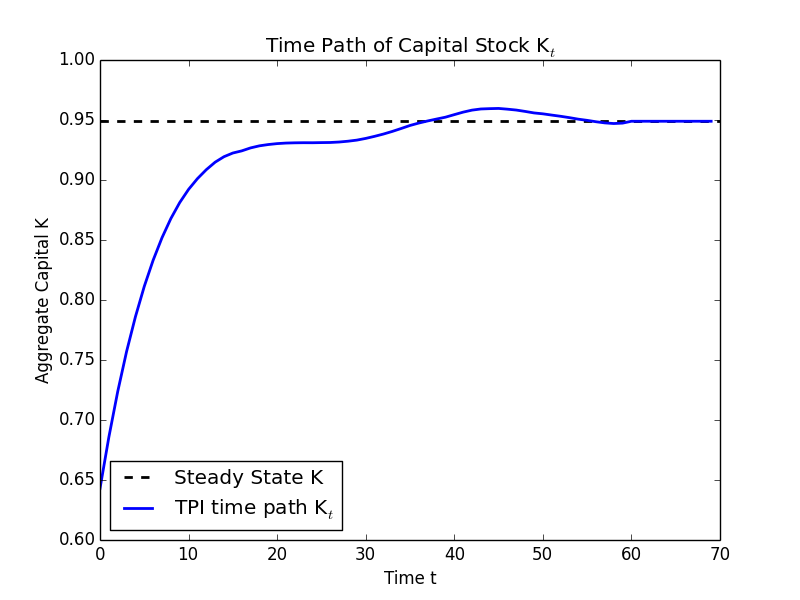 Time Path of Capital Stock K_t
1.00
0.95
0.90
0.85
0.80
0.75
0.70
0.65
0.60
Aggregate Capital K
Steady State K
TPI time path K_t
0 10 20 30 40 50 60 70
Time t